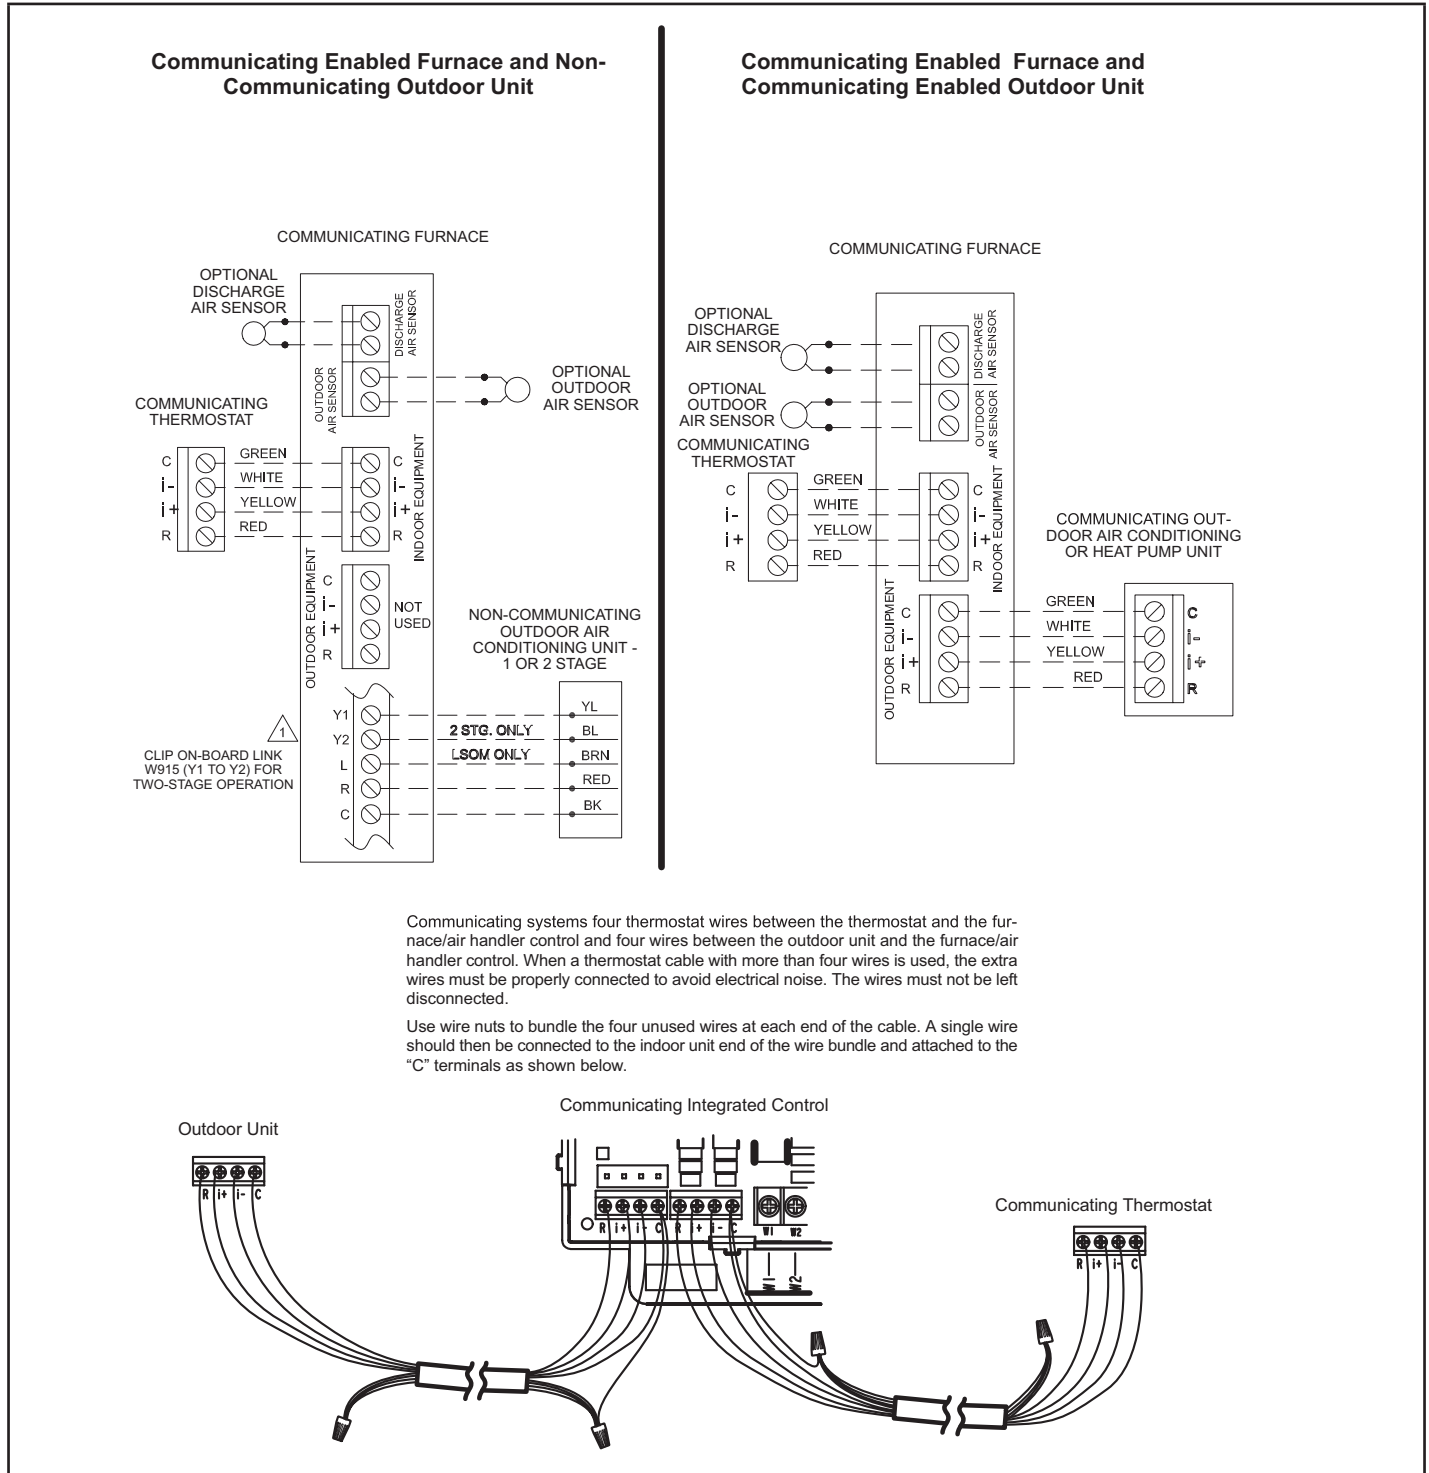 Communicating Enabled Furnace and Non-
Communicating Outdoor Unit
COMMUNICATING FURNACE
OPTIONAL
DISCHARGE
AIR SENSOR
DISCHARGE
AIR SENSOR
OUTDOOR
AIR SENSOR
OPTIONAL
OUTDOOR
AIR SENSOR
COMMUNICATING
THERMOSTAT
C GREEN C
i- WHITE i-
i+ YELLOW i+
R RED R
INDOOR EQUIPMENT
OUTDOOR EQUIPMENT
C
i-
i+
R
NOT
USED
NON-COMMUNICATING
OUTDOOR AIR
CONDITIONING UNIT -
1 OR 2 STAGE
1
CLIP ON-BOARD LINK
W915 (Y1 TO Y2) FOR
TWO-STAGE OPERATION
Y1 YL
Y2 2 STG. ONLY BL
L LSOM ONLY BRN
R RED
C BK
Communicating Enabled Furnace and
Communicating Enabled Outdoor Unit
COMMUNICATING FURNACE
OPTIONAL
DISCHARGE
AIR SENSOR
OPTIONAL
OUTDOOR
AIR SENSOR
DISCHARGE
AIR SENSOR
OUTDOOR
AIR SENSOR
COMMUNICATING
THERMOSTAT
C GREEN C
i- WHITE i-
i+ YELLOW i+
R RED R
INDOOR EQUIPMENT
OUTDOOR EQUIPMENT
COMMUNICATING OUT-
DOOR AIR CONDITIONING
OR HEAT PUMP UNIT
C GREEN C
i- WHITE i-
i+ YELLOW i+
R RED R
Communicating systems four thermostat wires between the thermostat and the fur-
nace/air handler control and four wires between the outdoor unit and the furnace/air
handler control. When a thermostat cable with more than four wires is used, the extra
wires must be properly connected to avoid electrical noise. The wires must not be left
disconnected.
Use wire nuts to bundle the four unused wires at each end of the cable. A single wire
should then be connected to the indoor unit end of the wire bundle and attached to the
“C” terminals as shown below.
Communicating Integrated Control
Outdoor Unit
R i+ i- C
R i+ i- C R i+ i- C W1 W2
W1 W2
Communicating Thermostat
R i+ i- C